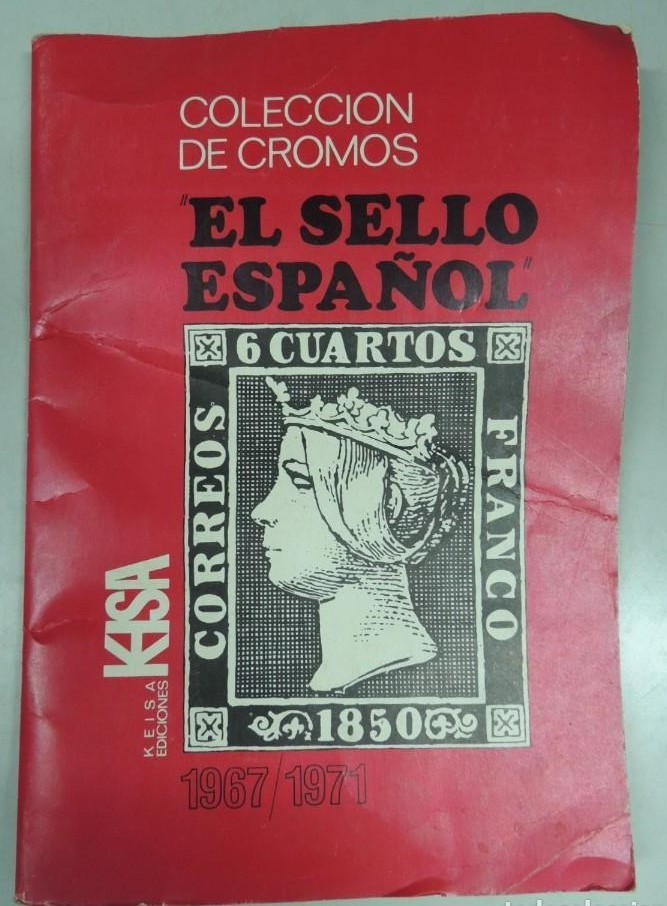 COLECCION
DE CROMOS
"EL SELLO
ESPAÑOL"
6 CUARTOS
CORREOS
FRANCO
1850
KEISA
KEISA
EDICIONES
1967/1971